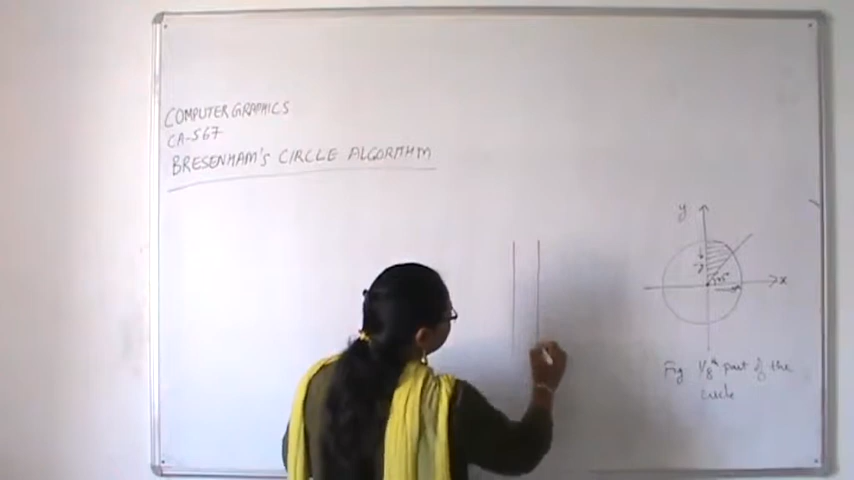 COMPUTER GRAPHICS
CA-567
BRESENHAM'S CIRCLE ALGORITHM
y
x
Fig 1/8th part of the
circle